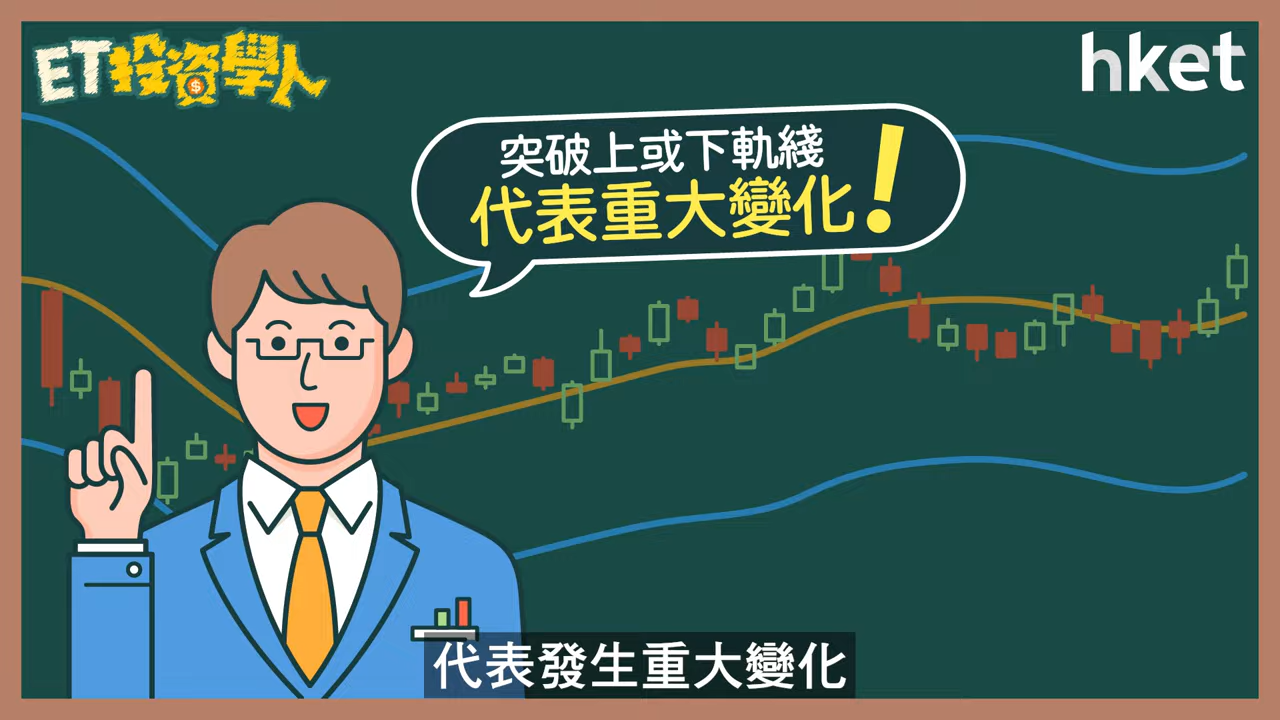 ET投資學人
hket
突破上或下軌綫
代表重大變化！
代表發生重大變化